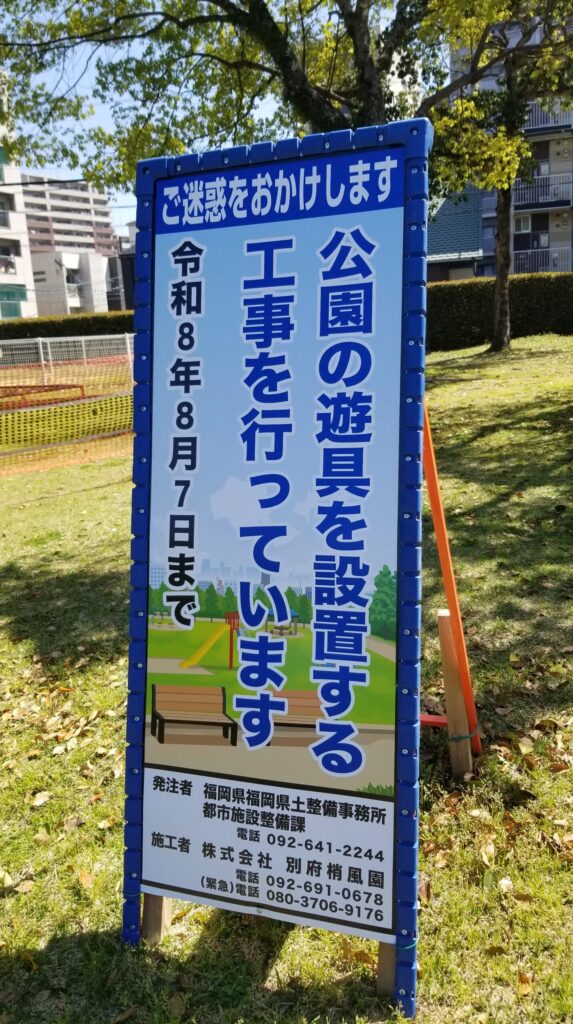 ご迷惑をおかけします
公園の遊具を設置する
工事を行っています
令和8年8月7日まで
発注者 福岡県福岡県土整備事務所
都市施設整備課
電話 092-641-2244
施工者 株式会社 別府梢風園
電話 092-691-0678
(緊急)電話 080-3706-9176